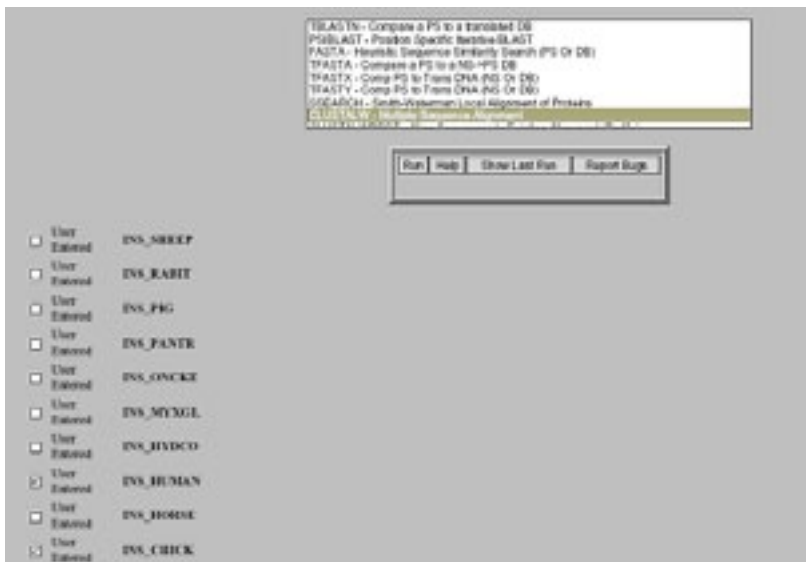 TBLASTN - Compare a PS to a translated DB
PSIBLAST - Position Specific Iterative BLAST
FASTA - Heuristic Sequence Similarity Search (PS Or DB)
TFASTA - Compare a PS to a NS->PS DB
TFASTX - Comp PS to Trans DNA (NS Or DB)
TFASTY - Comp PS to Trans DNA (NS Or DB)
SSEARCH - Smith-Waterman Local Alignment of Proteins
CLUSTALW - Multiple Sequence Alignment
Run Help Show Last Run Report Bugs
User
Entered INS_SHEEP
User
Entered INS_RABIT
User
Entered INS_PIG
User
Entered INS_PANTR
User
Entered INS_ONCKE
User
Entered INS_MYXGL
User
Entered INS_HYDCO
User
Entered INS_HUMAN
User
Entered INS_HORSE
User
Entered INS_CHICK